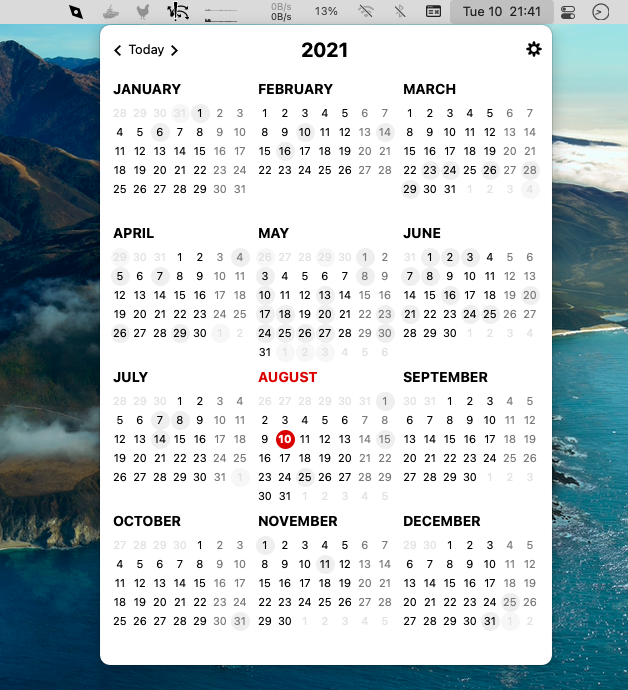 0B/s
0B/s
13%
Tue 10 21:41
Today
2021
JANUARY
28 29 30 31 1 2 3
4 5 6 7 8 9 10
11 12 13 14 15 16 17
18 19 20 21 22 23 24
25 26 27 28 29 30 31
FEBRUARY
1 2 3 4 5 6 7
8 9 10 11 12 13 14
15 16 17 18 19 20 21
22 23 24 25 26 27 28
MARCH
1 2 3 4 5 6 7
8 9 10 11 12 13 14
15 16 17 18 19 20 21
22 23 24 25 26 27 28
29 30 31 1 2 3 4
APRIL
29 30 31 1 2 3 4
5 6 7 8 9 10 11
12 13 14 15 16 17 18
19 20 21 22 23 24 25
26 27 28 29 30 1 2
MAY
26 27 28 29 30 1 2
3 4 5 6 7 8 9
10 11 12 13 14 15 16
17 18 19 20 21 22 23
24 25 26 27 28 29 30
31 1 2 3 4 5 6
JUNE
31 1 2 3 4 5 6
7 8 9 10 11 12 13
14 15 16 17 18 19 20
21 22 23 24 25 26 27
28 29 30 1 2 3 4
JULY
28 29 30 1 2 3 4
5 6 7 8 9 10 11
12 13 14 15 16 17 18
19 20 21 22 23 24 25
26 27 28 29 30 31 1
AUGUST
26 27 28 29 30 31 1
2 3 4 5 6 7 8
9 10 11 12 13 14 15
16 17 18 19 20 21 22
23 24 25 26 27 28 29
30 31 1 2 3 4 5
SEPTEMBER
30 31 1 2 3 4 5
6 7 8 9 10 11 12
13 14 15 16 17 18 19
20 21 22 23 24 25 26
27 28 29 30 1 2 3
OCTOBER
27 28 29 30 1 2 3
4 5 6 7 8 9 10
11 12 13 14 15 16 17
18 19 20 21 22 23 24
25 26 27 28 29 30 31
NOVEMBER
1 2 3 4 5 6 7
8 9 10 11 12 13 14
15 16 17 18 19 20 21
22 23 24 25 26 27 28
29 30 1 2 3 4 5
DECEMBER
29 30 1 2 3 4 5
6 7 8 9 10 11 12
13 14 15 16 17 18 19
20 21 22 23 24 25 26
27 28 29 30 31 1 2